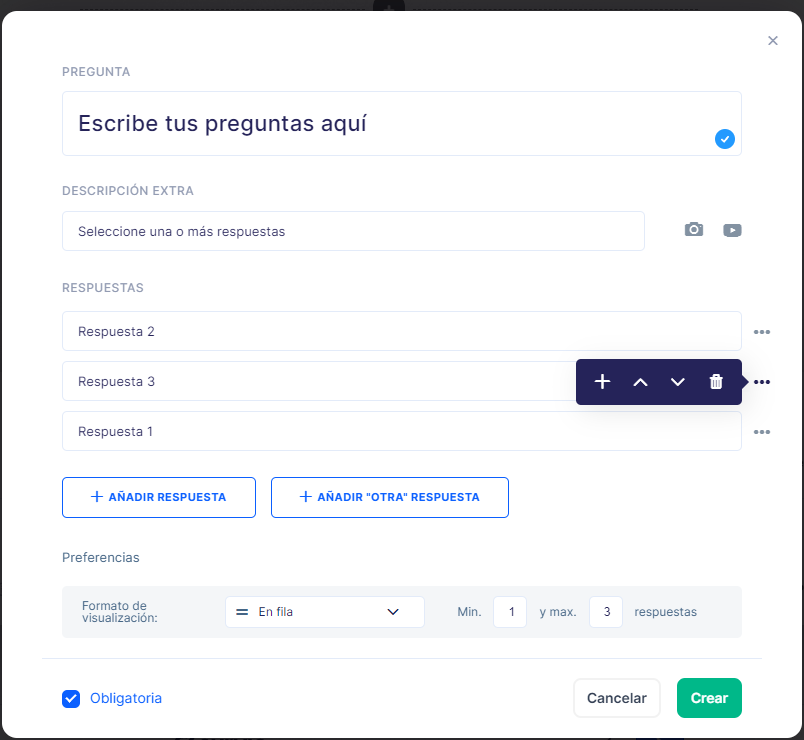 PREGUNTA
Escribe tus preguntas aquí
DESCRIPCIÓN EXTRA
Seleccione una o más respuestas
RESPUESTAS
Respuesta 2
Respuesta 3
Respuesta 1
AÑADIR RESPUESTA
AÑADIR "OTRA" RESPUESTA
Preferencias
Formato de
visualización:
En fila
Min. 1 y max. 3 respuestas
Obligatoria
Cancelar
Crear